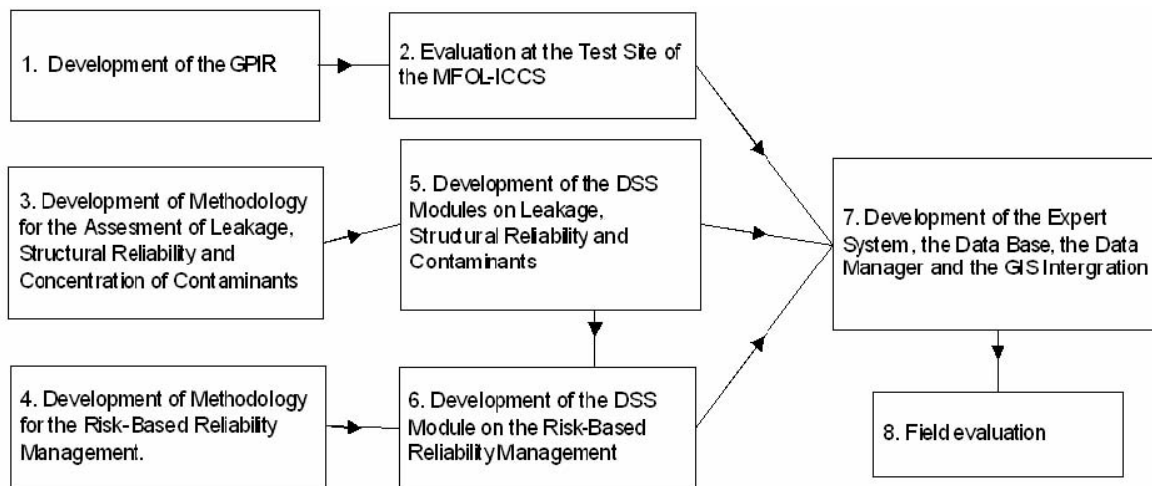 1. Development of the GPIR
2. Evaluation at the Test Site of
the MFOL-ICCS
3. Development of Methodology
for the Assesment of Leakage,
Structural Reliability and
Concentration of Contaminants
5. Development of the DSS
Modules on Leakage,
Structural Reliability and
Contaminants
7. Development of the Expert
System, the Data Base, the Data
Manager and the GIS Intergration
4. Development of Methodology
for the Risk-Based Reliability
Management.
6. Development of the DSS
Module on the Risk-Based
Reliability Management
8. Field evaluation